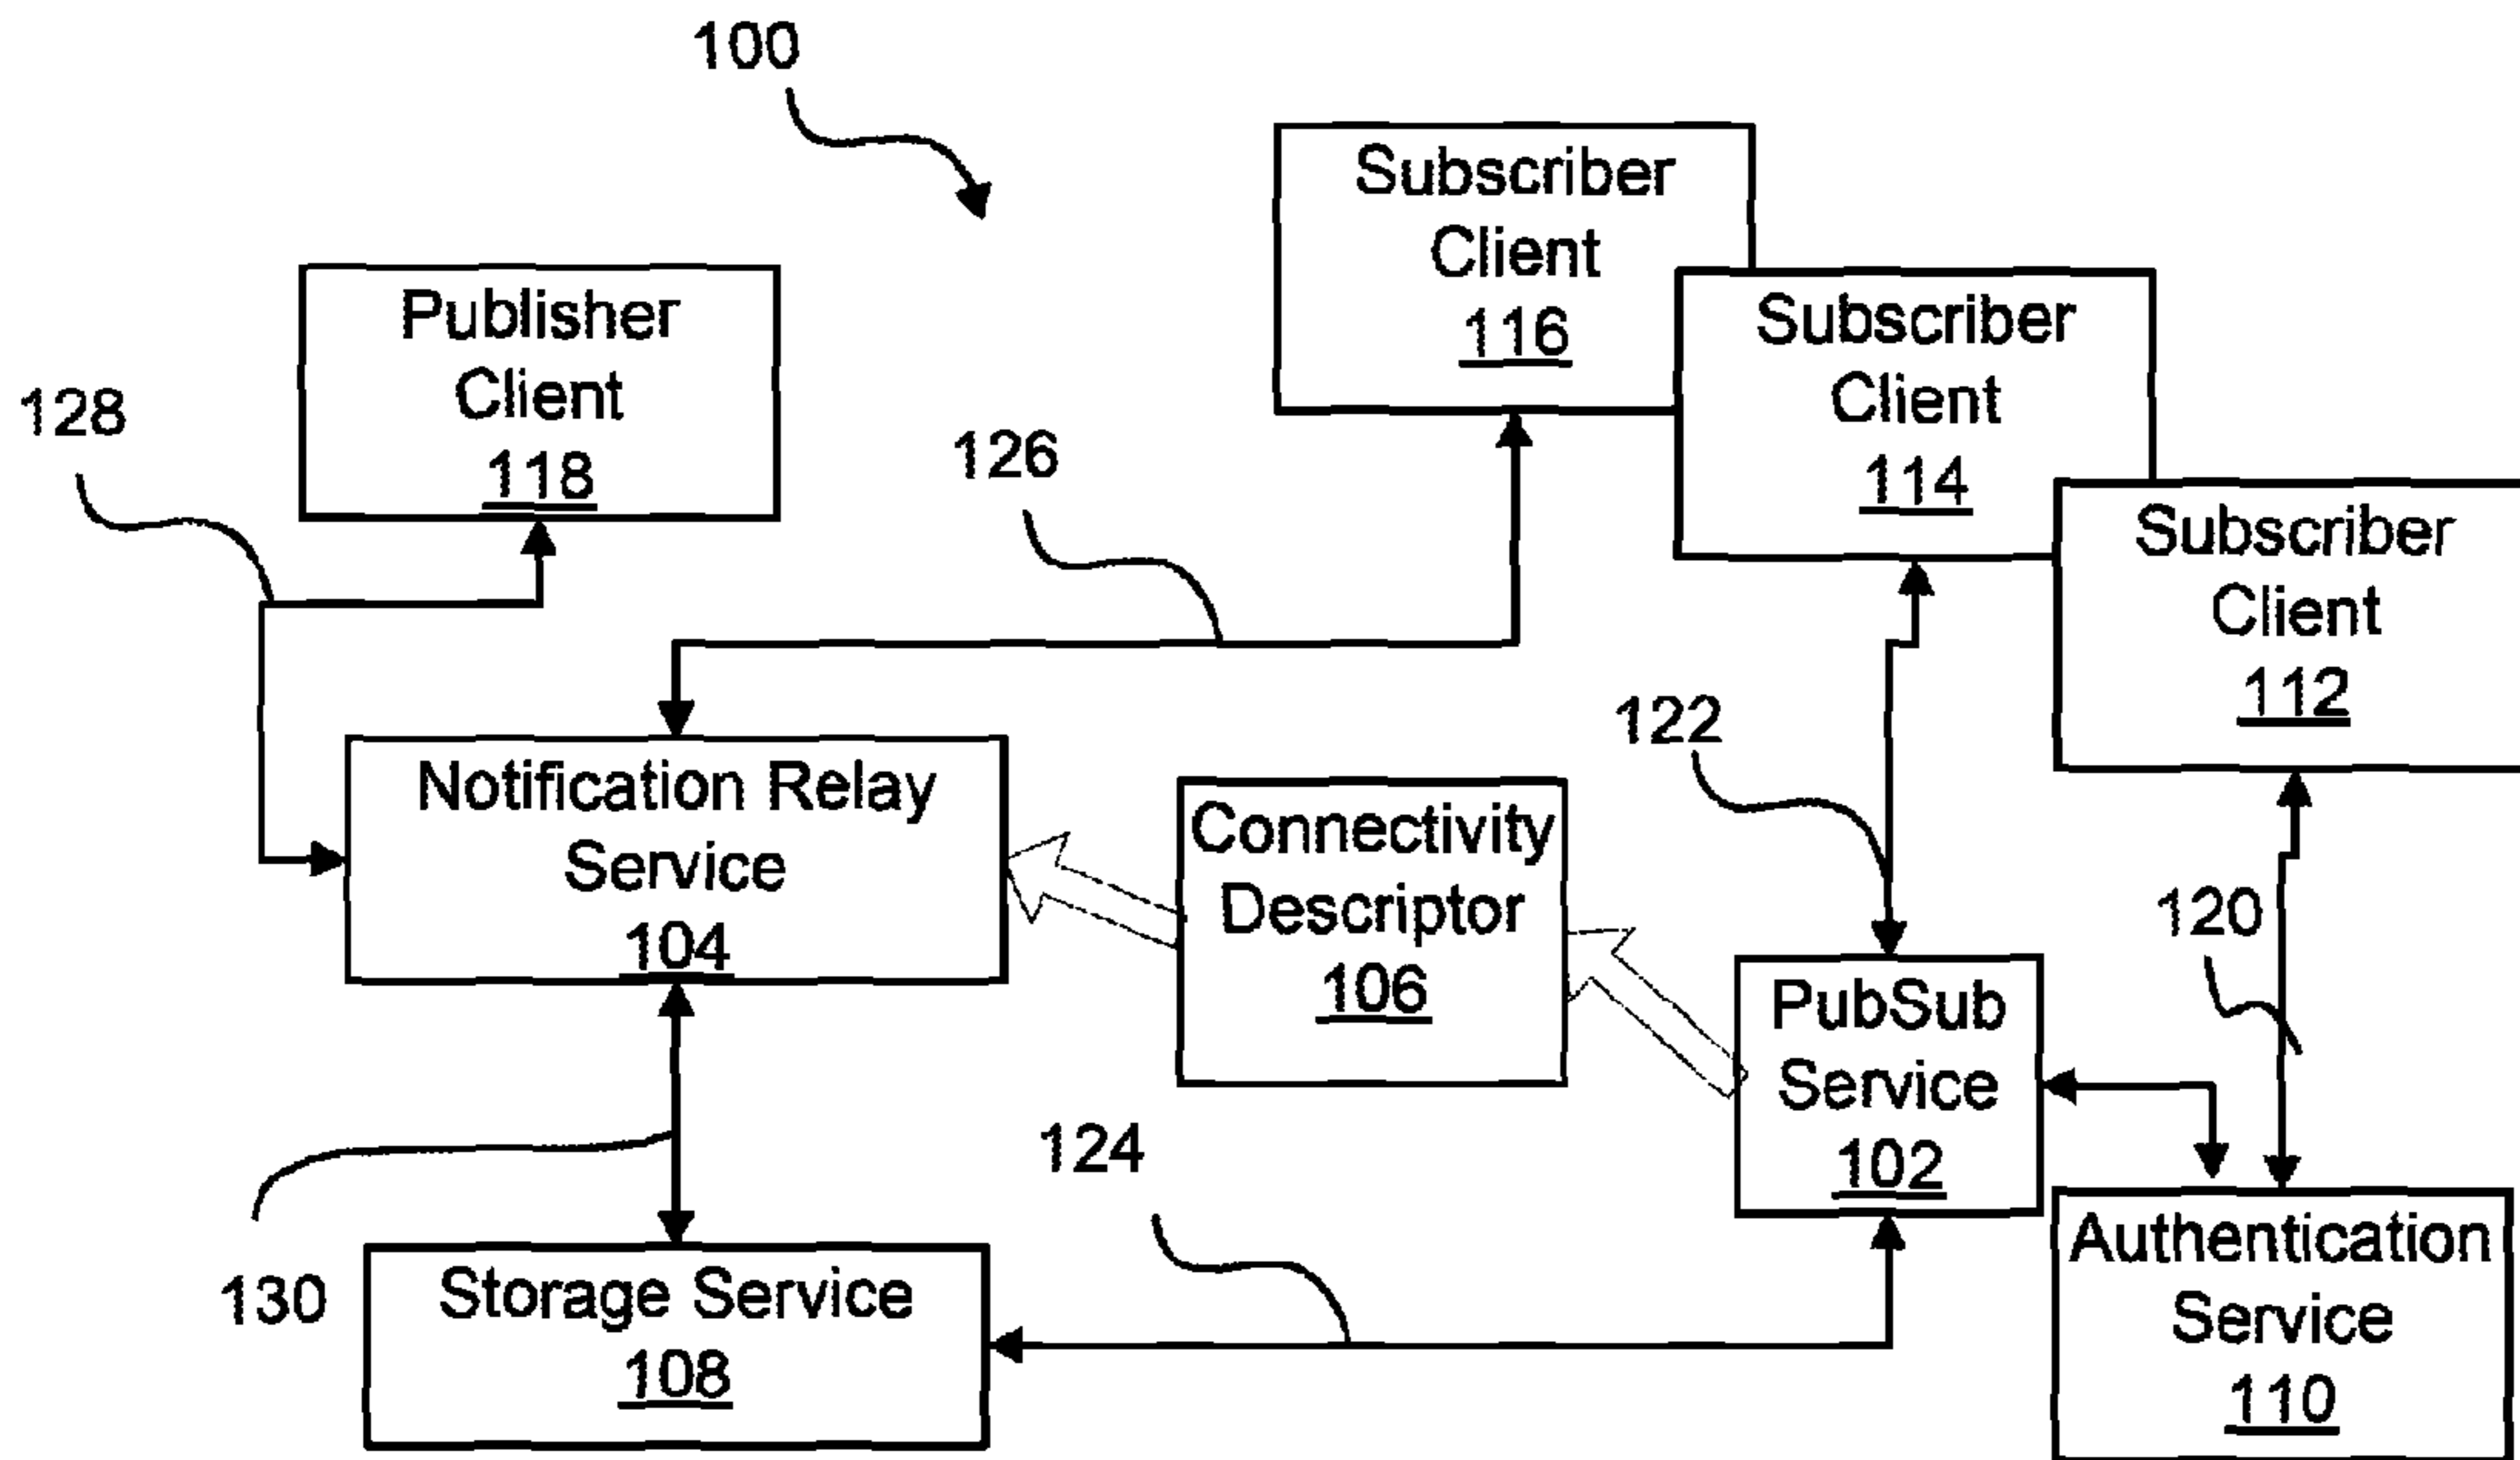 100
Subscriber
Client
116
Publisher
Client
118
Subscriber
Client
114
128
126
Subscriber
Client
112
122
Notification Relay
Service
104
Connectivity
Descriptor
106
120
PubSub
Service
102
124
130
Storage Service
108
Authentication
Service
110